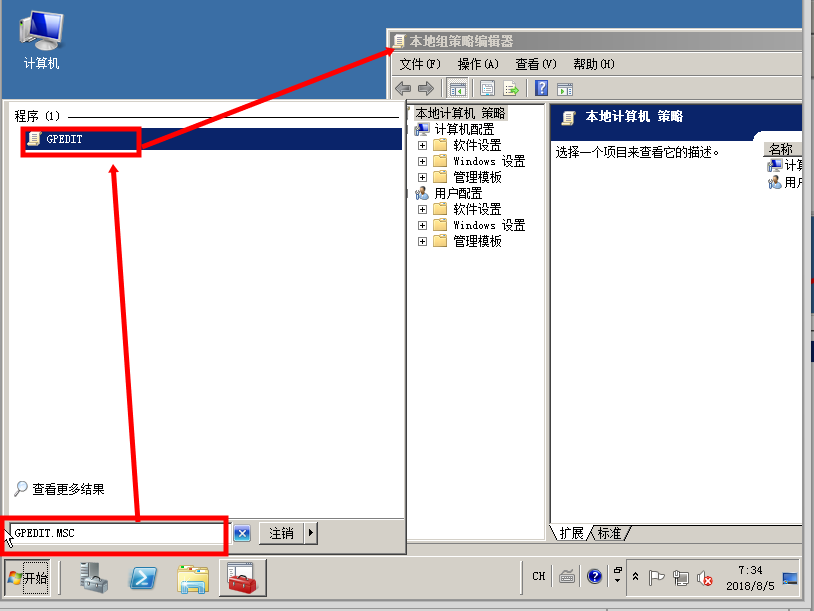 计算机
本地组策略编辑器
文件(F) 操作(A) 查看(V) 帮助(H)
程序 (1)
GPEDIT
本地计算机 策略
计算机配置
软件设置
Windows 设置
管理模板
用户配置
软件设置
Windows 设置
管理模板
本地计算机 策略
选择一个项目来查看它的描述。
名称
计算
用户
查看更多结果
GPEDIT.MSC
注销
扩展 标准
开始
CH
7:34
2018/8/5